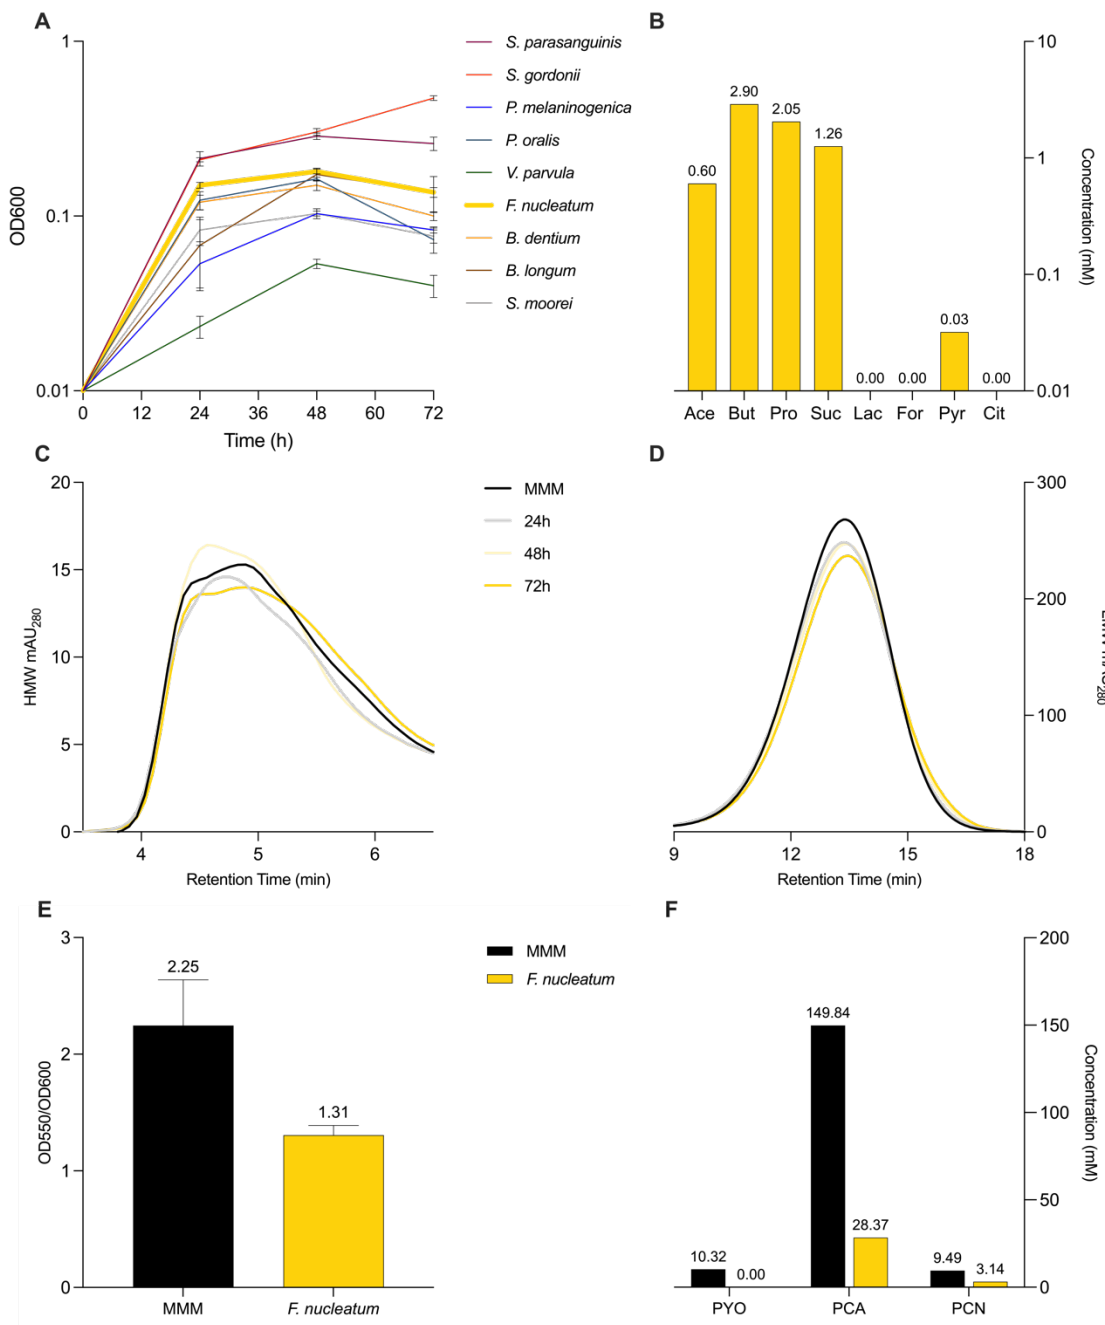 A
OD600
1
0.1
0.01
0 12 24 36 48 60 72
Time (h)
S. parasanguinis
S. gordonii
P. melaninogenica
P. oralis
V. parvula
F. nucleatum
B. dentium
B. longum
S. moorei
B
0.60 2.90 2.05 1.26 0.00 0.00 0.03 0.00
Ace But Pro Suc Lac For Pyr Cit
10
1
0.1
0.01
Concentration (mM)
C
HMW mAU280
20
15
10
5
0
4 5 6
Retention Time (min)
MMM
24h
48h
72h
D
300
200
100
0
9 12 15 18
Retention Time (min)
E
OD550/OD600
3
2
1
0
2.25
1.31
MMM F. nucleatum
MMM
F. nucleatum
F
200
150
100
50
0
Concentration (mM)
10.32 0.00 149.84 28.37 9.49 3.14
PYO PCA PCN